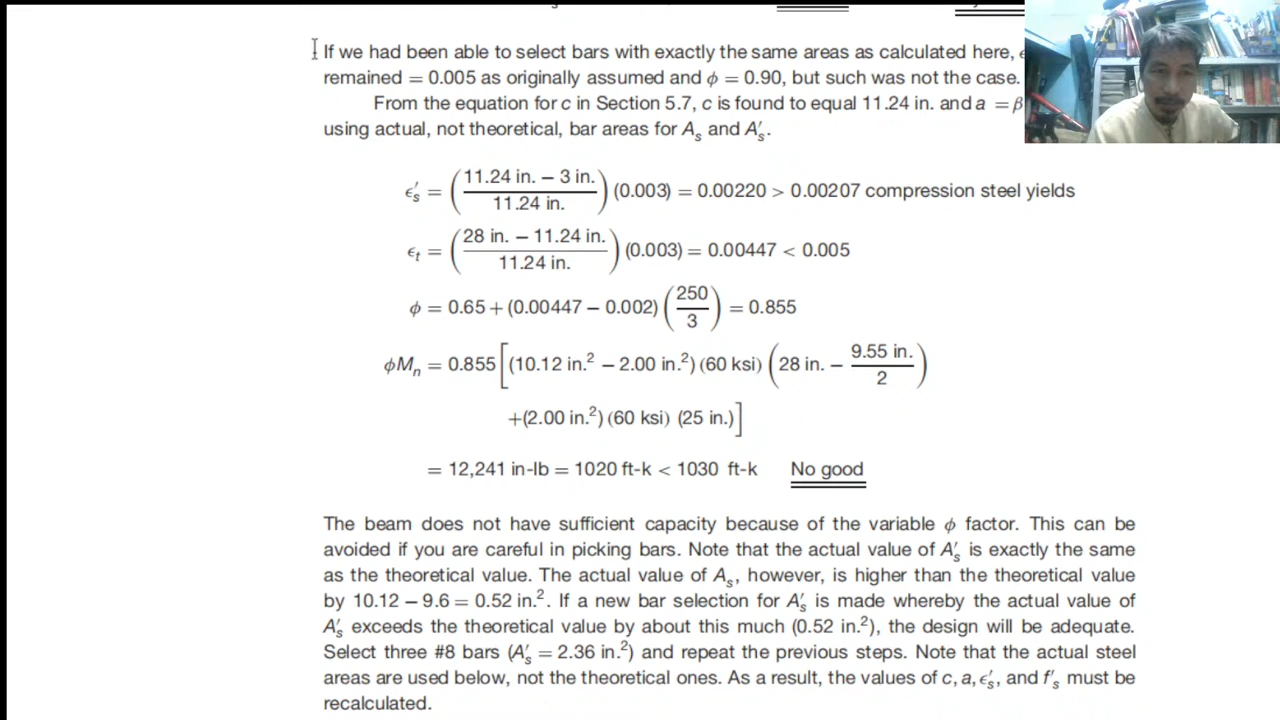 If we had been able to select bars with exactly the same areas as calculated here,
remained = 0.005 as originally assumed and ϕ = 0.90, but such was not the case.
From the equation for c in Section 5.7, c is found to equal 11.24 in. and a = β
using actual, not theoretical, bar areas for Aₛ and A′ₛ.
ϵ′ₛ = ((11.24 in. − 3 in.)/(11.24 in.)) (0.003) = 0.00220 > 0.00207 compression steel yields
ϵₜ = ((28 in. − 11.24 in.)/(11.24 in.)) (0.003) = 0.00447 < 0.005
ϕ = 0.65 + (0.00447 − 0.002) (250/3) = 0.855
ϕMₙ = 0.855 [(10.12 in.² − 2.00 in.²) (60 ksi) (28 in. − (9.55 in.)/2)
+(2.00 in.²) (60 ksi) (25 in.)]
= 12,241 in-lb = 1020 ft-k < 1030 ft-k No good
The beam does not have sufficient capacity because of the variable ϕ factor. This can be
avoided if you are careful in picking bars. Note that the actual value of A′ₛ is exactly the same
as the theoretical value. The actual value of Aₛ, however, is higher than the theoretical value
by 10.12 − 9.6 = 0.52 in.². If a new bar selection for A′ₛ is made whereby the actual value of
A′ₛ exceeds the theoretical value by about this much (0.52 in.²), the design will be adequate.
Select three #8 bars (A′ₛ = 2.36 in.²) and repeat the previous steps. Note that the actual steel
areas are used below, not the theoretical ones. As a result, the values of c, a, ϵ′ₛ, and f′ₛ must be
recalculated.